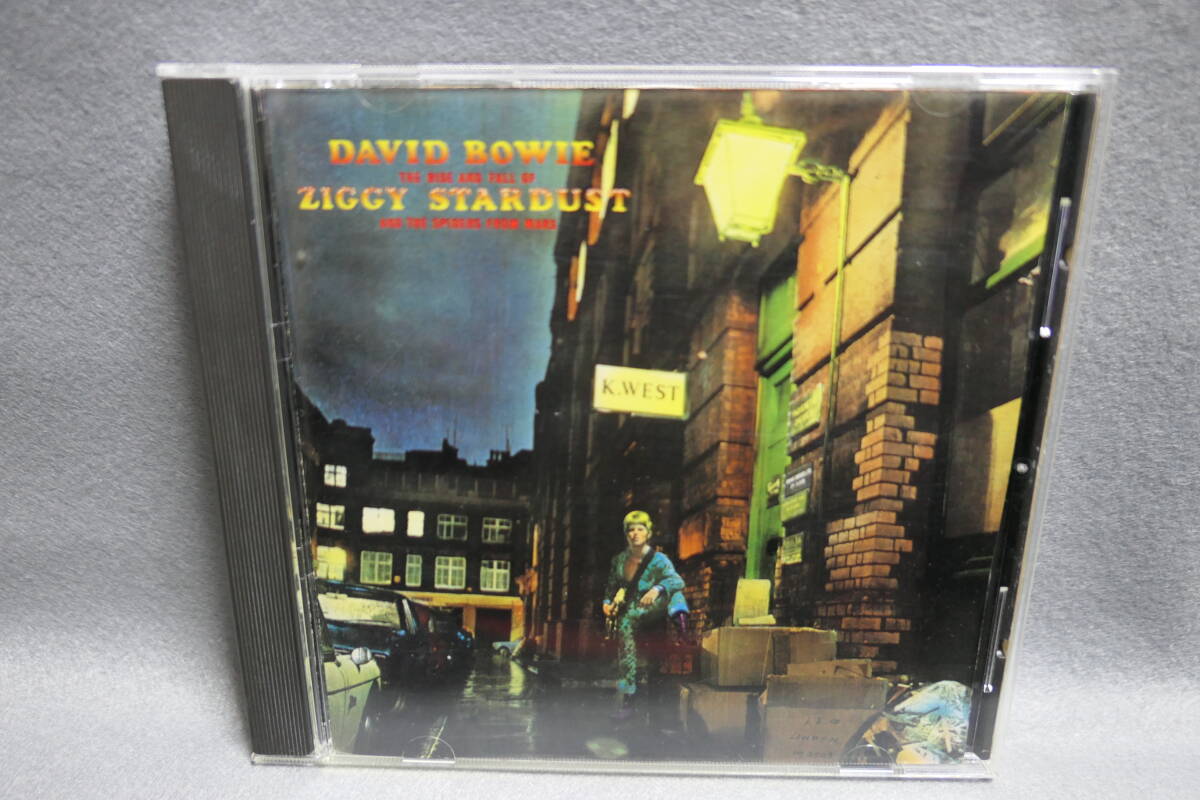 DAVID BOWIE
THE RISE AND FALL OF
ZIGGY STARDUST
AND THE SPIDERS FROM MARS
K.WEST